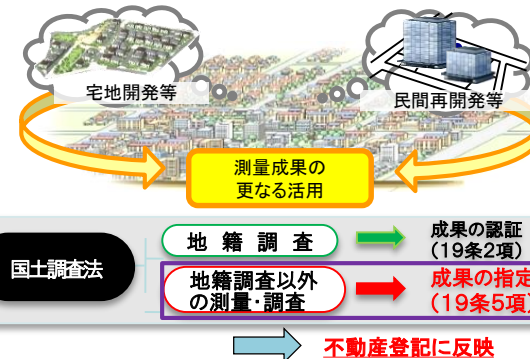 宅地開発等
民間再開発等
測量成果の
更なる活用
国土調査法
地籍調査
成果の認証
(19条2項)
地籍調査以外
の測量・調査
成果の指定
(19条5項)
不動産登記に反映